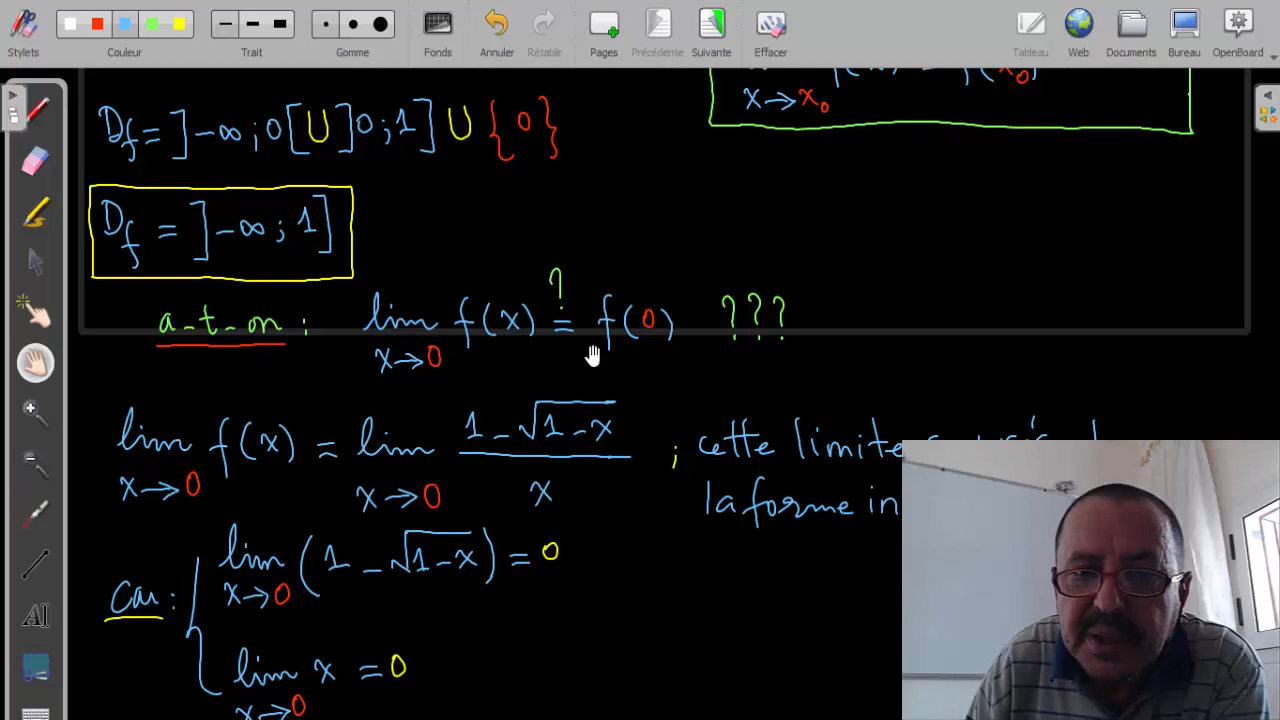 Stylets Couleur Trait Gomme Fonds Annuler Rétablir Pages Précédente Suivante Effacer Tableau Web Documents Bureau OpenBoard
x→x₀
D_f = ]-∞;0[ U ]0;1] U {0}
D_f = ]-∞;1]
a-t-on : lim f(x) =? f(0) ???
x→0
lim f(x) = lim (1-√(1-x))/x ; cette limite
x→0 x→0
la forme in
Car : { lim (1-√(1-x)) = 0
x→0
lim x = 0
x→0